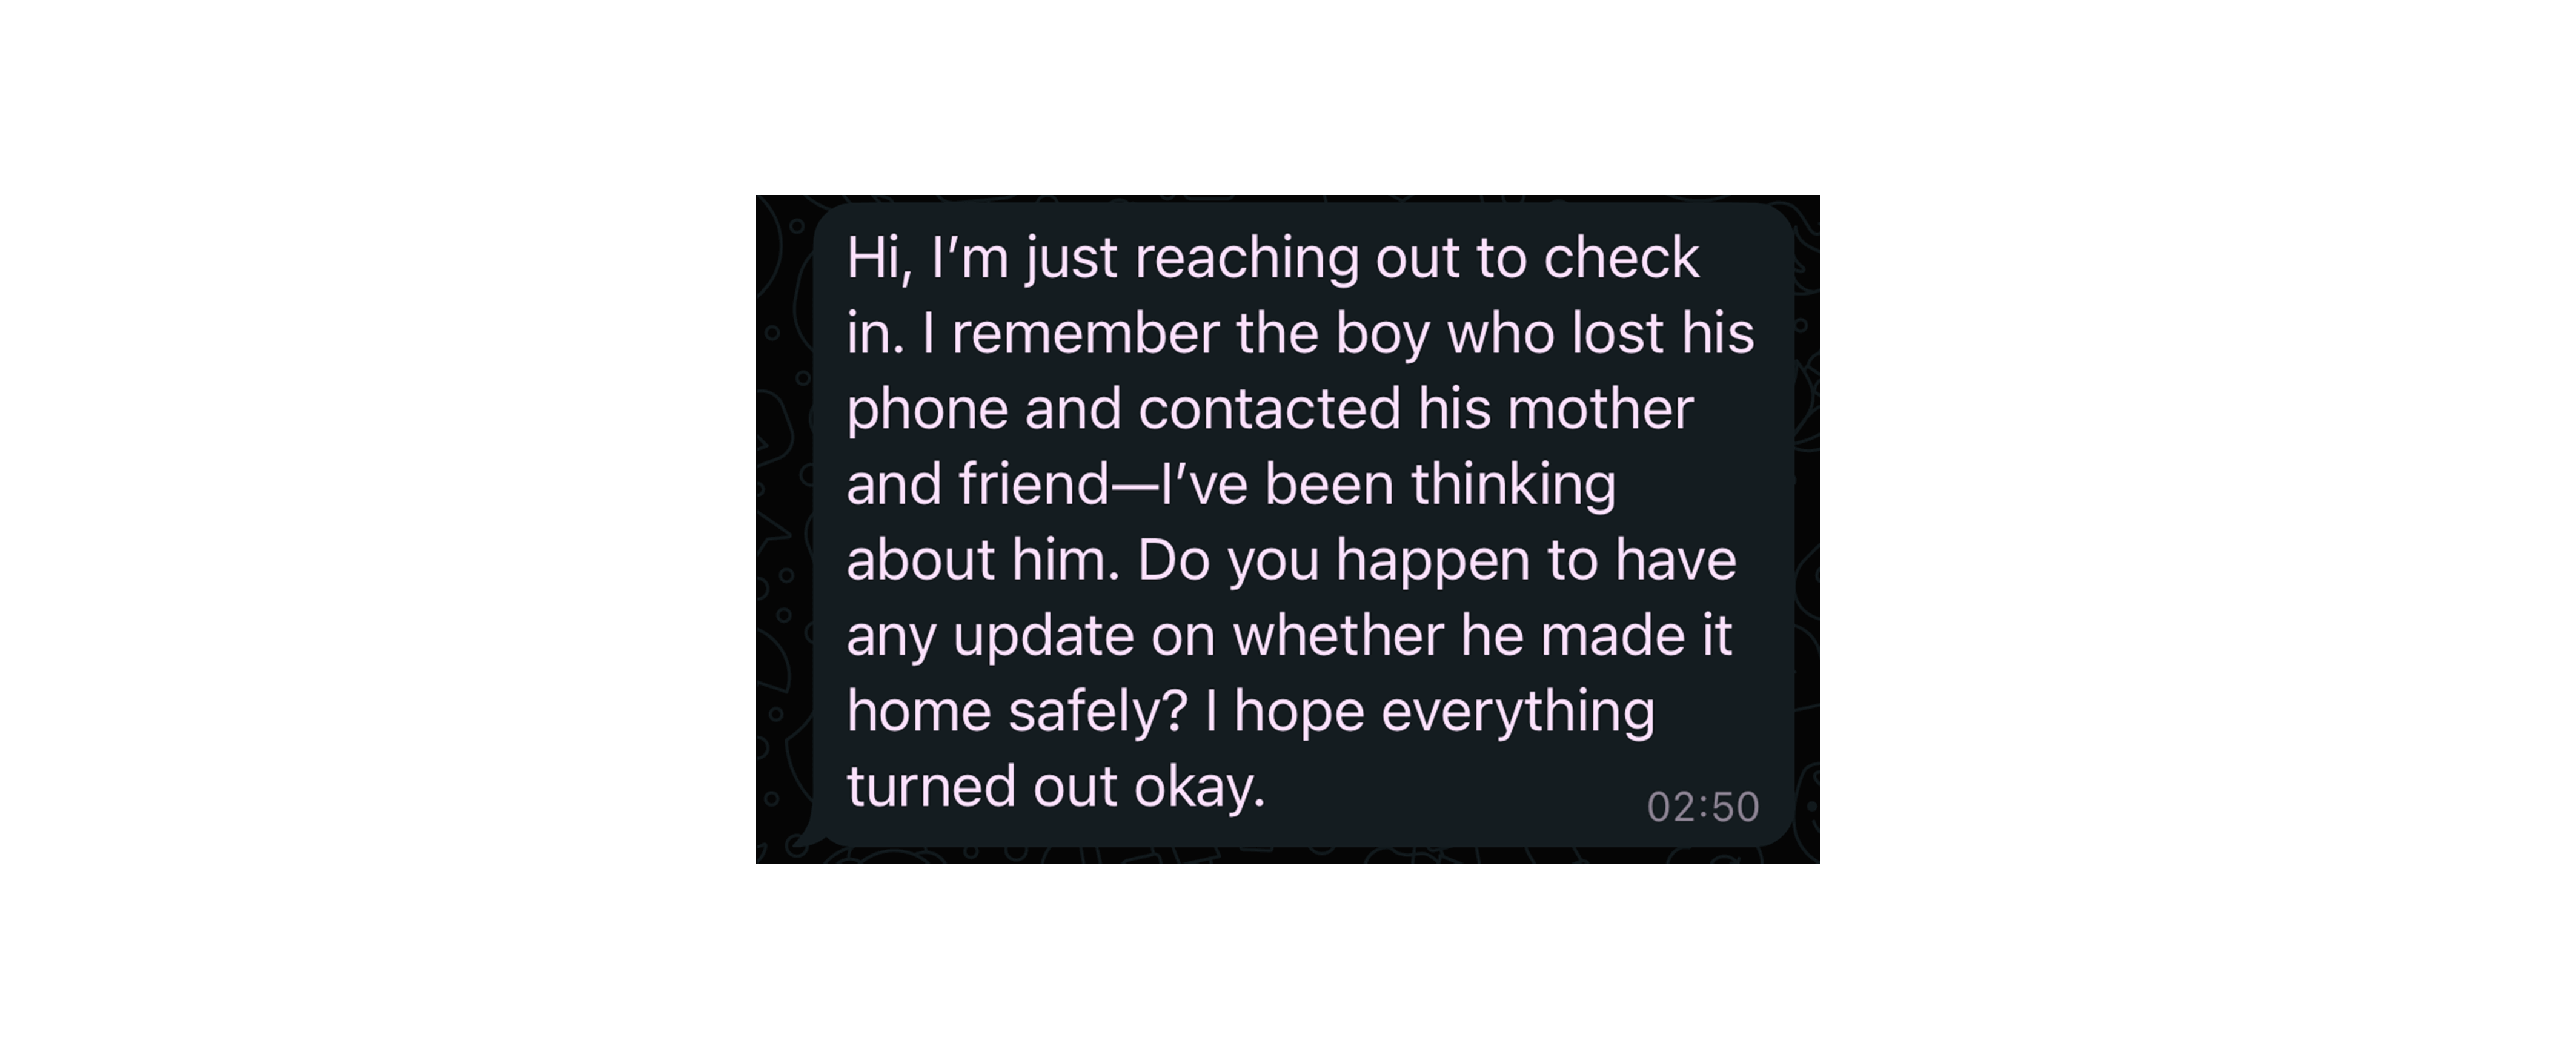 Hi, I’m just reaching out to check
in. I remember the boy who lost his
phone and contacted his mother
and friend—I’ve been thinking
about him. Do you happen to have
any update on whether he made it
home safely? I hope everything
turned out okay.
02:50